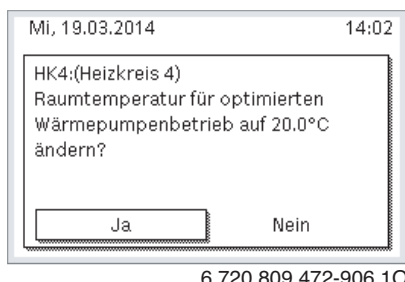 Mi, 19.03.2014 14:02
HK4:(Heizkreis 4)
Raumtemperatur für optimierten
Wärmepumpenbetrieb auf 20.0°C
ändern?
Ja Nein
6 720 809 472-906.1O